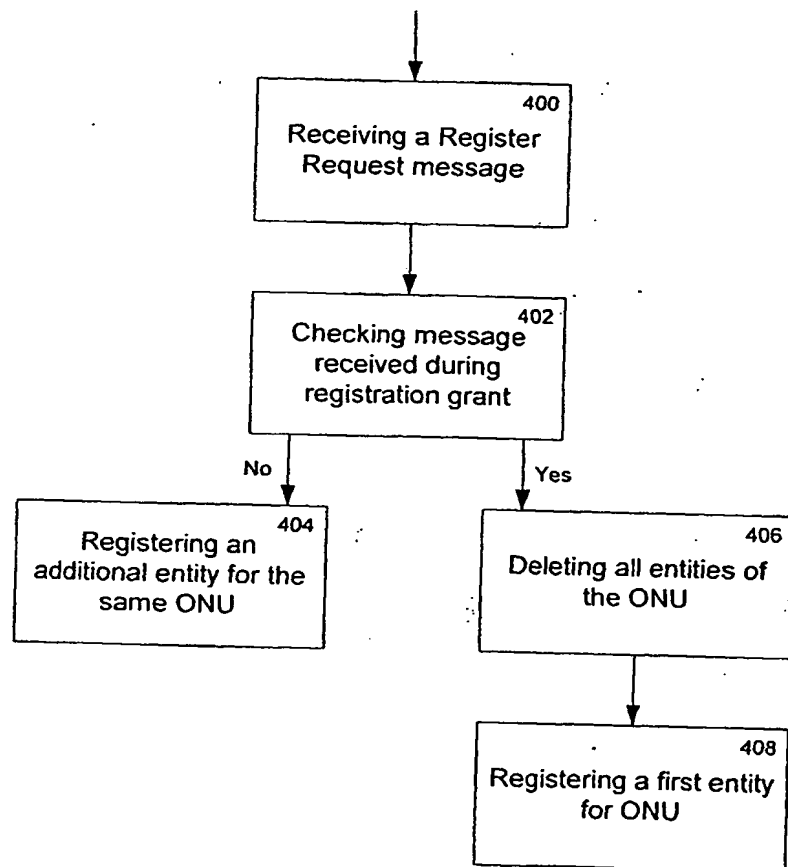 400
Receiving a Register
Request message
402
Checking message
received during
registration grant
No
Yes
404
Registering an
additional entity for the
same ONU
406
Deleting all entities of
the ONU
408
Registering a first entity
for ONU